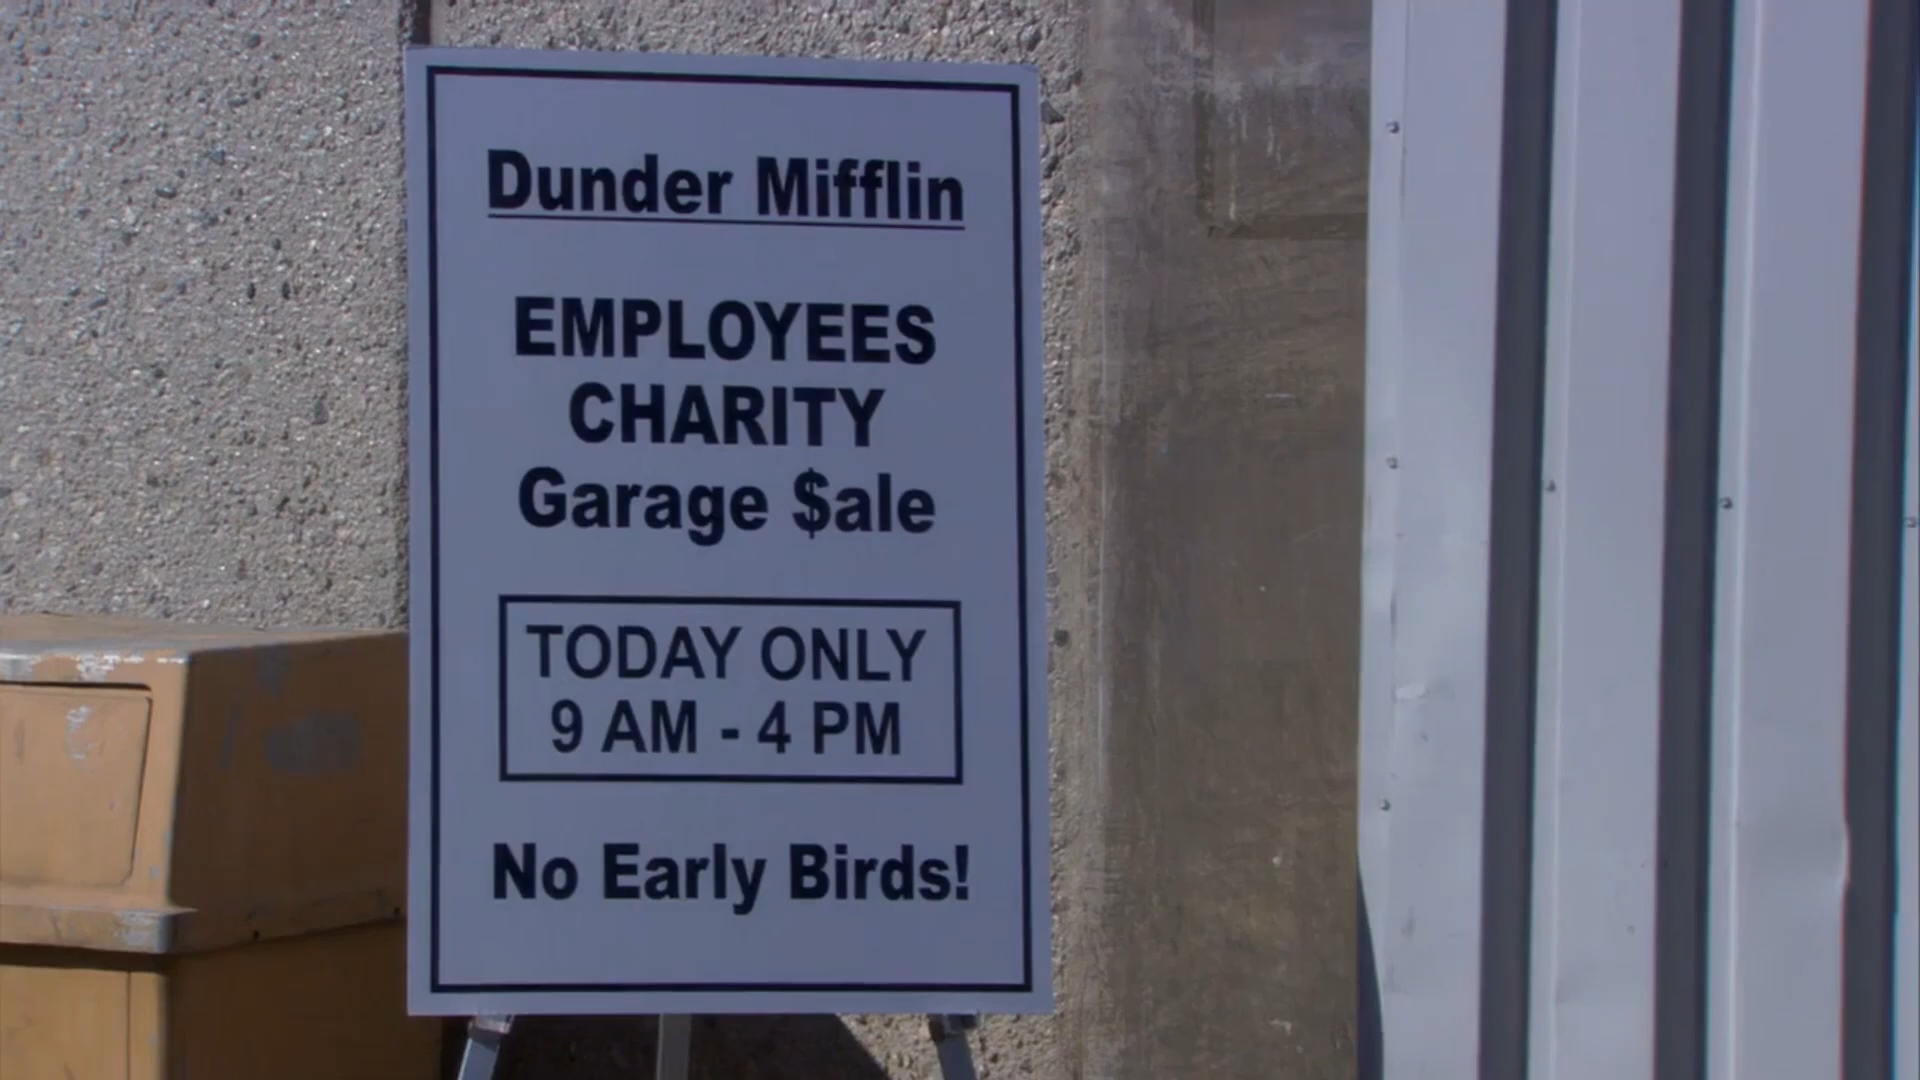 Dunder Mifflin
EMPLOYEES
CHARITY
Garage $ale
TODAY ONLY
9 AM - 4 PM
No Early Birds!